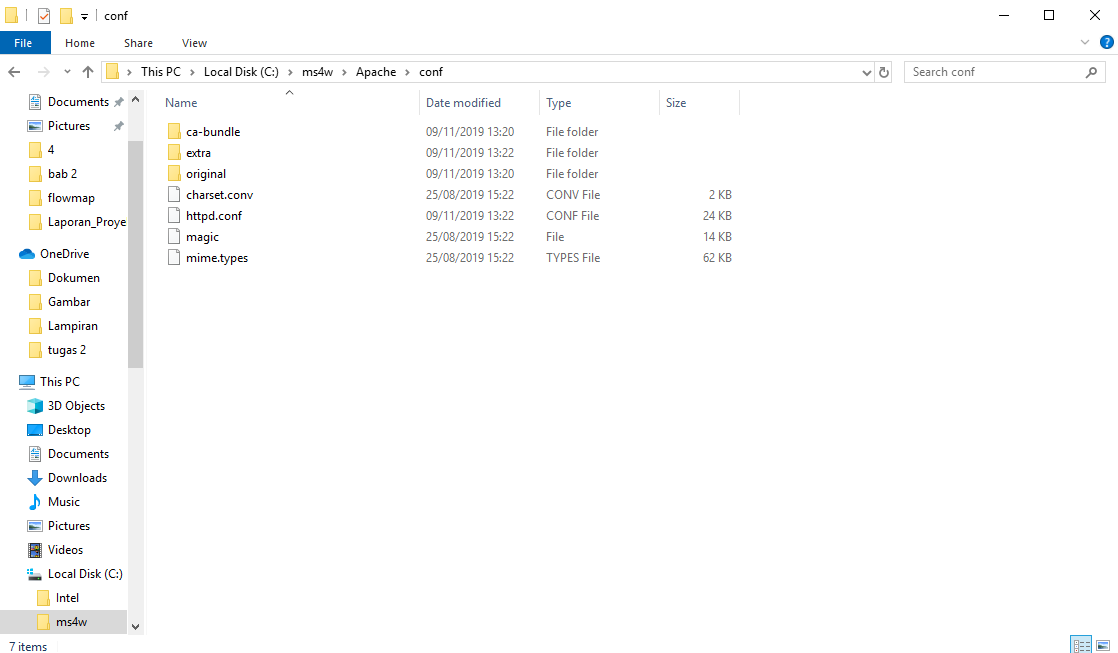 conf
File Home Share View
This PC Local Disk (C:) ms4w Apache conf Search conf
Documents
Pictures
4
bab 2
flowmap
Laporan_Proye
OneDrive
Dokumen
Gambar
Lampiran
tugas 2
This PC
3D Objects
Desktop
Documents
Downloads
Music
Pictures
Videos
Local Disk (C:)
Intel
ms4w
Name Date modified Type Size
ca-bundle 09/11/2019 13:20 File folder
extra 09/11/2019 13:22 File folder
original 09/11/2019 13:20 File folder
charset.conv 25/08/2019 15:22 CONV File 2 KB
httpd.conf 09/11/2019 13:22 CONF File 24 KB
magic 25/08/2019 15:22 File 14 KB
mime.types 25/08/2019 15:22 TYPES File 62 KB
7 items